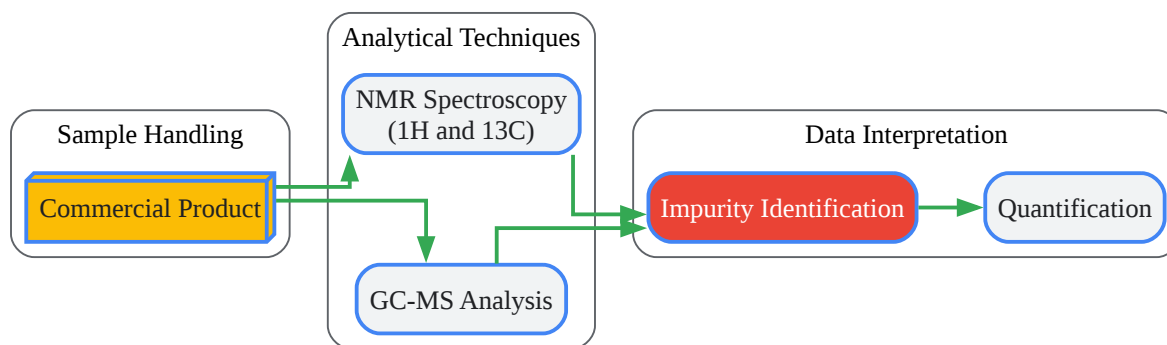 Sample Handling
Commercial Product
Analytical Techniques
NMR Spectroscopy
(1H and 13C)
GC-MS Analysis
Data Interpretation
Impurity Identification
Quantification